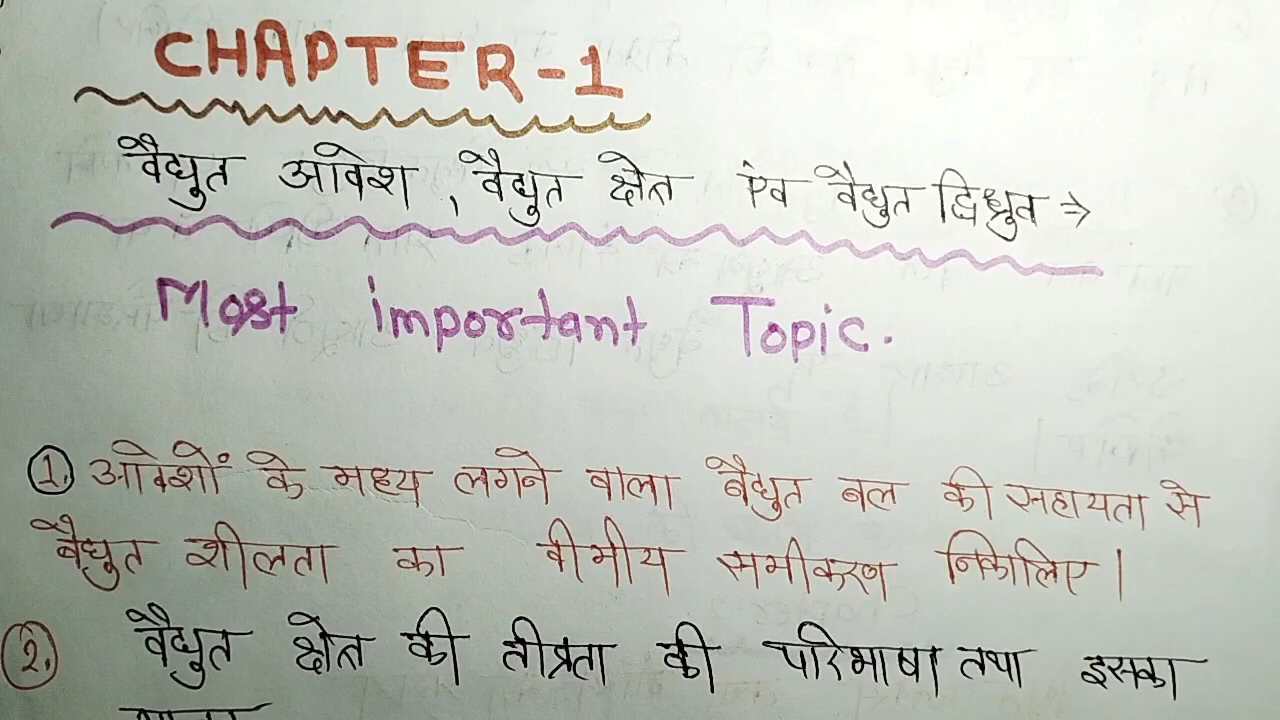 CHAPTER-1
वैद्युत आवेश, वैद्युत क्षेत्र एंव वैद्युत द्विध्रुव ⇒
Most important Topic.
①. आवेशों के मध्य लगने वाला वैद्युत बल की सहायता से
वैद्युत शीलता का वीमीय समीकरण निकालिए।
②. वैद्युत क्षेत्र की तीव्रता की परिभाषा तथा इसका